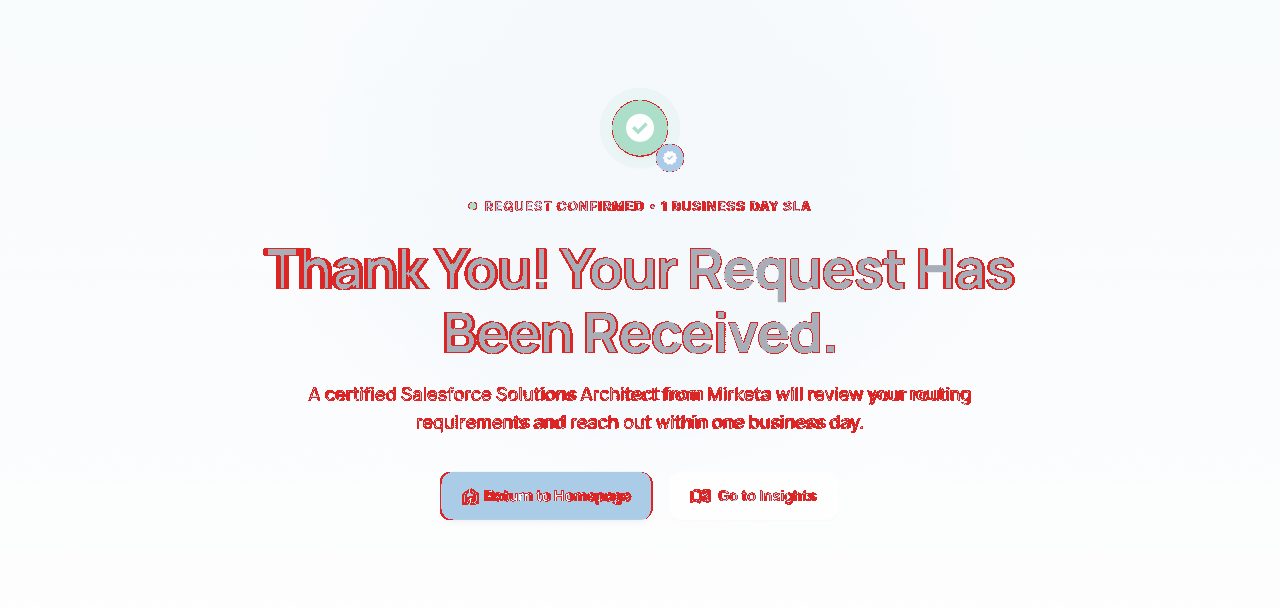 REQUEST CONFIRMED • 1 BUSINESS DAY SLA
Thank You! Your Request Has
Been Received.
A certified Salesforce Solutions Architect from Mirketa will review your routing
requirements and reach out within one business day.
Return to Homepage
Go to Insights